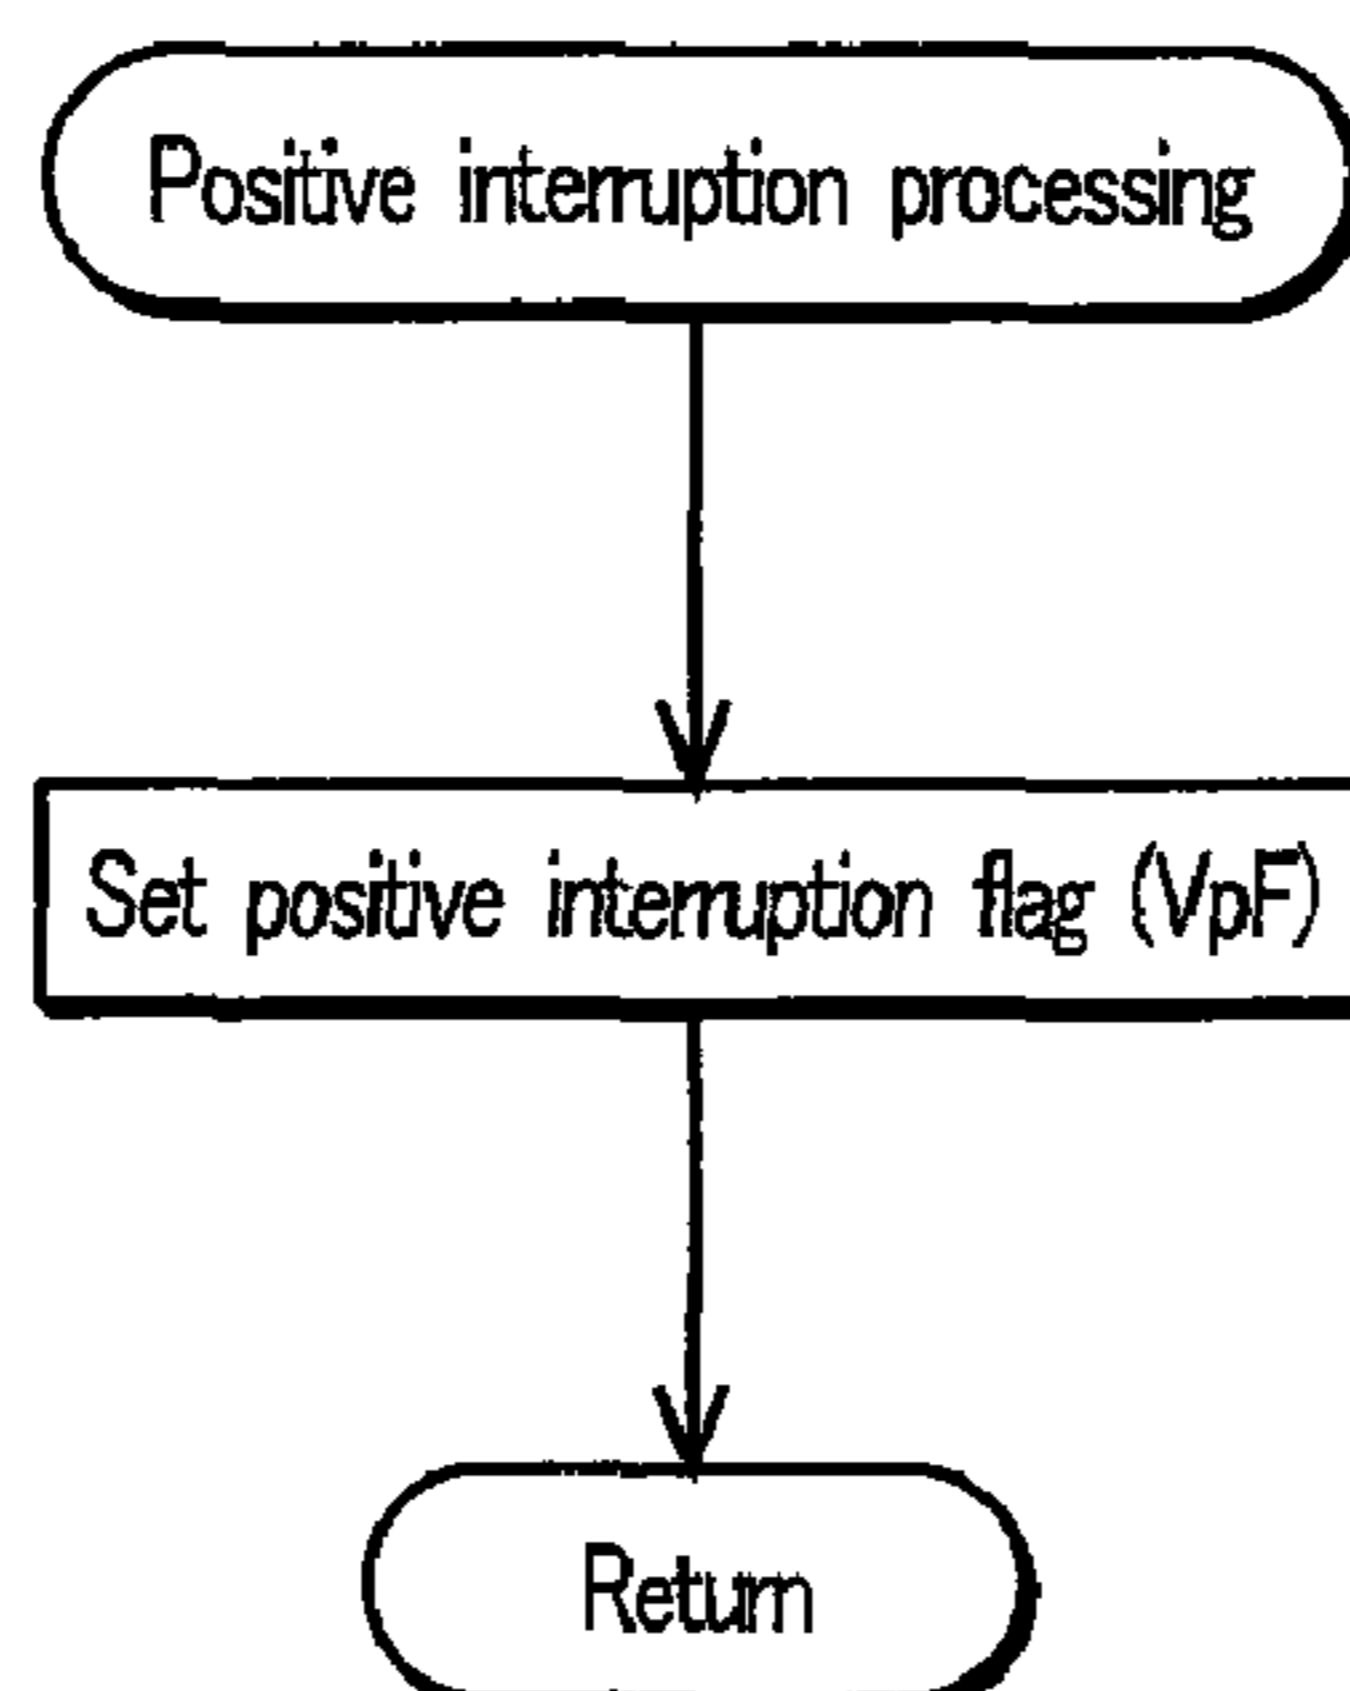 Positive interruption processing
Set positive interruption flag (VpF)
Return